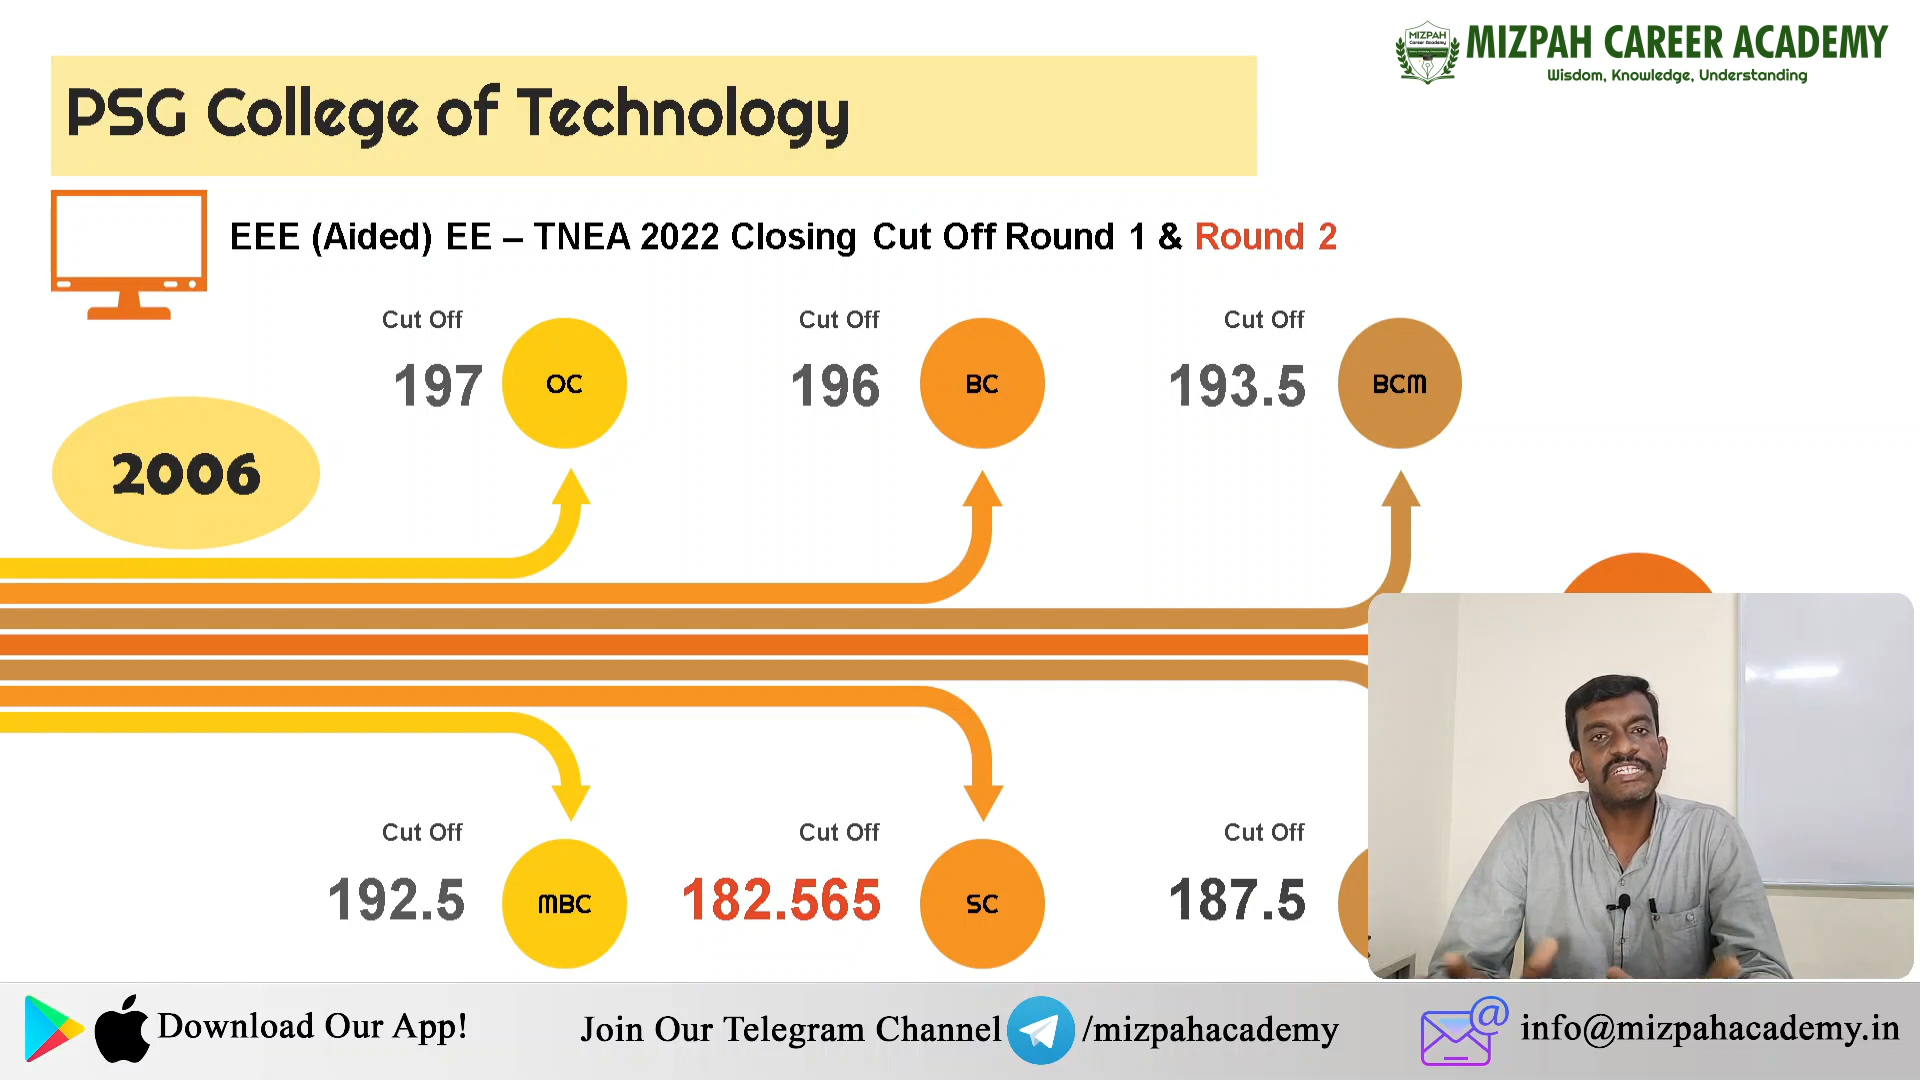 MIZPAH
Career Academy
MIZPAH CAREER ACADEMY
Wisdom, Knowledge, Understanding
PSG College of Technology
EEE (Aided) EE – TNEA 2022 Closing Cut Off Round 1 & Round 2
Cut Off
197
OC
Cut Off
196
BC
Cut Off
193.5
BCM
2006
Cut Off
192.5
MBC
Cut Off
182.565
SC
Cut Off
187.5
Download Our App!
Join Our Telegram Channel /mizpahacademy
@
info@mizpahacademy.in